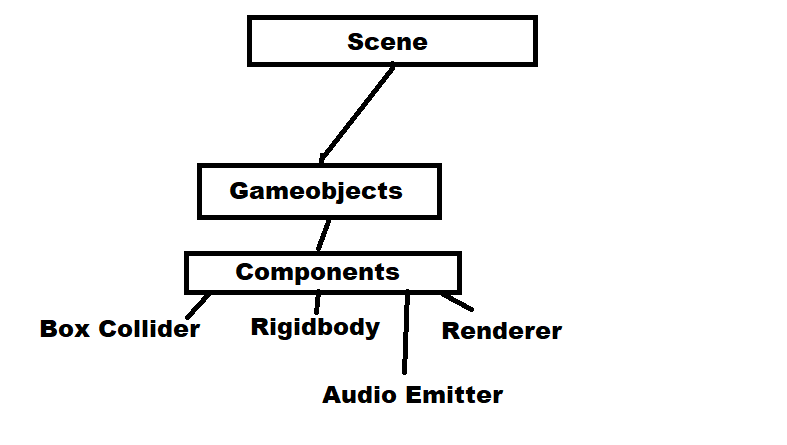 Scene
Gameobjects
Components
Box Collider
Rigidbody
Renderer
Audio Emitter